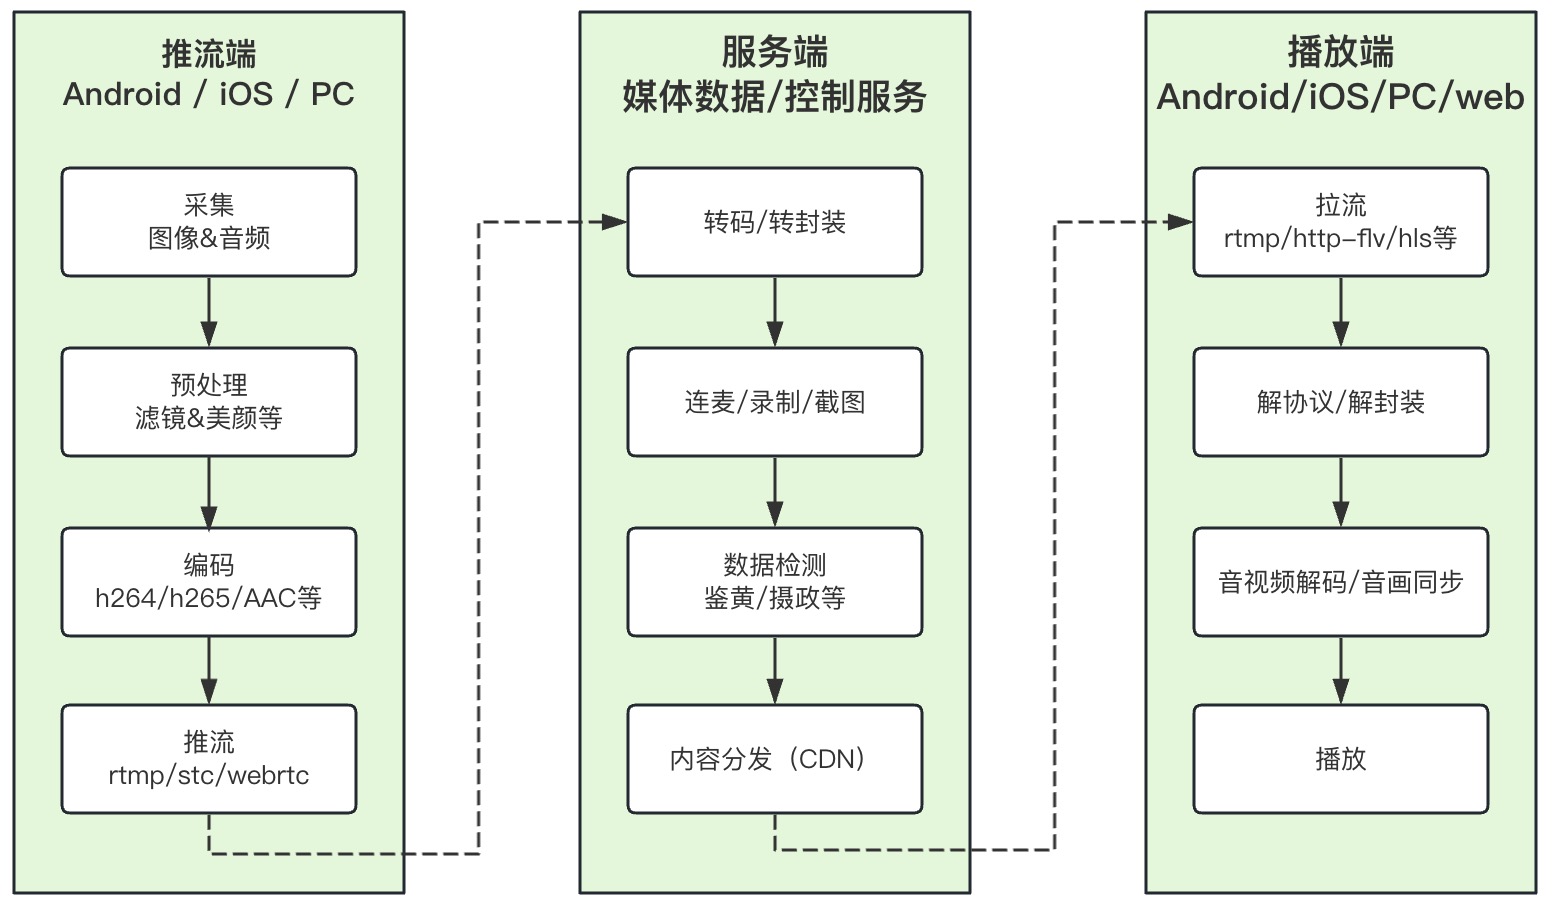 推流端
Android / iOS / PC
采集
图像&音频
预处理
滤镜&美颜等
编码
h264/h265/AAC等
推流
rtmp/stc/webrtc
服务端
媒体数据/控制服务
转码/转封装
连麦/录制/截图
数据检测
鉴黄/摄政等
内容分发（CDN）
播放端
Android/iOS/PC/web
拉流
rtmp/http-flv/hls等
解协议/解封装
音视频解码/音画同步
播放